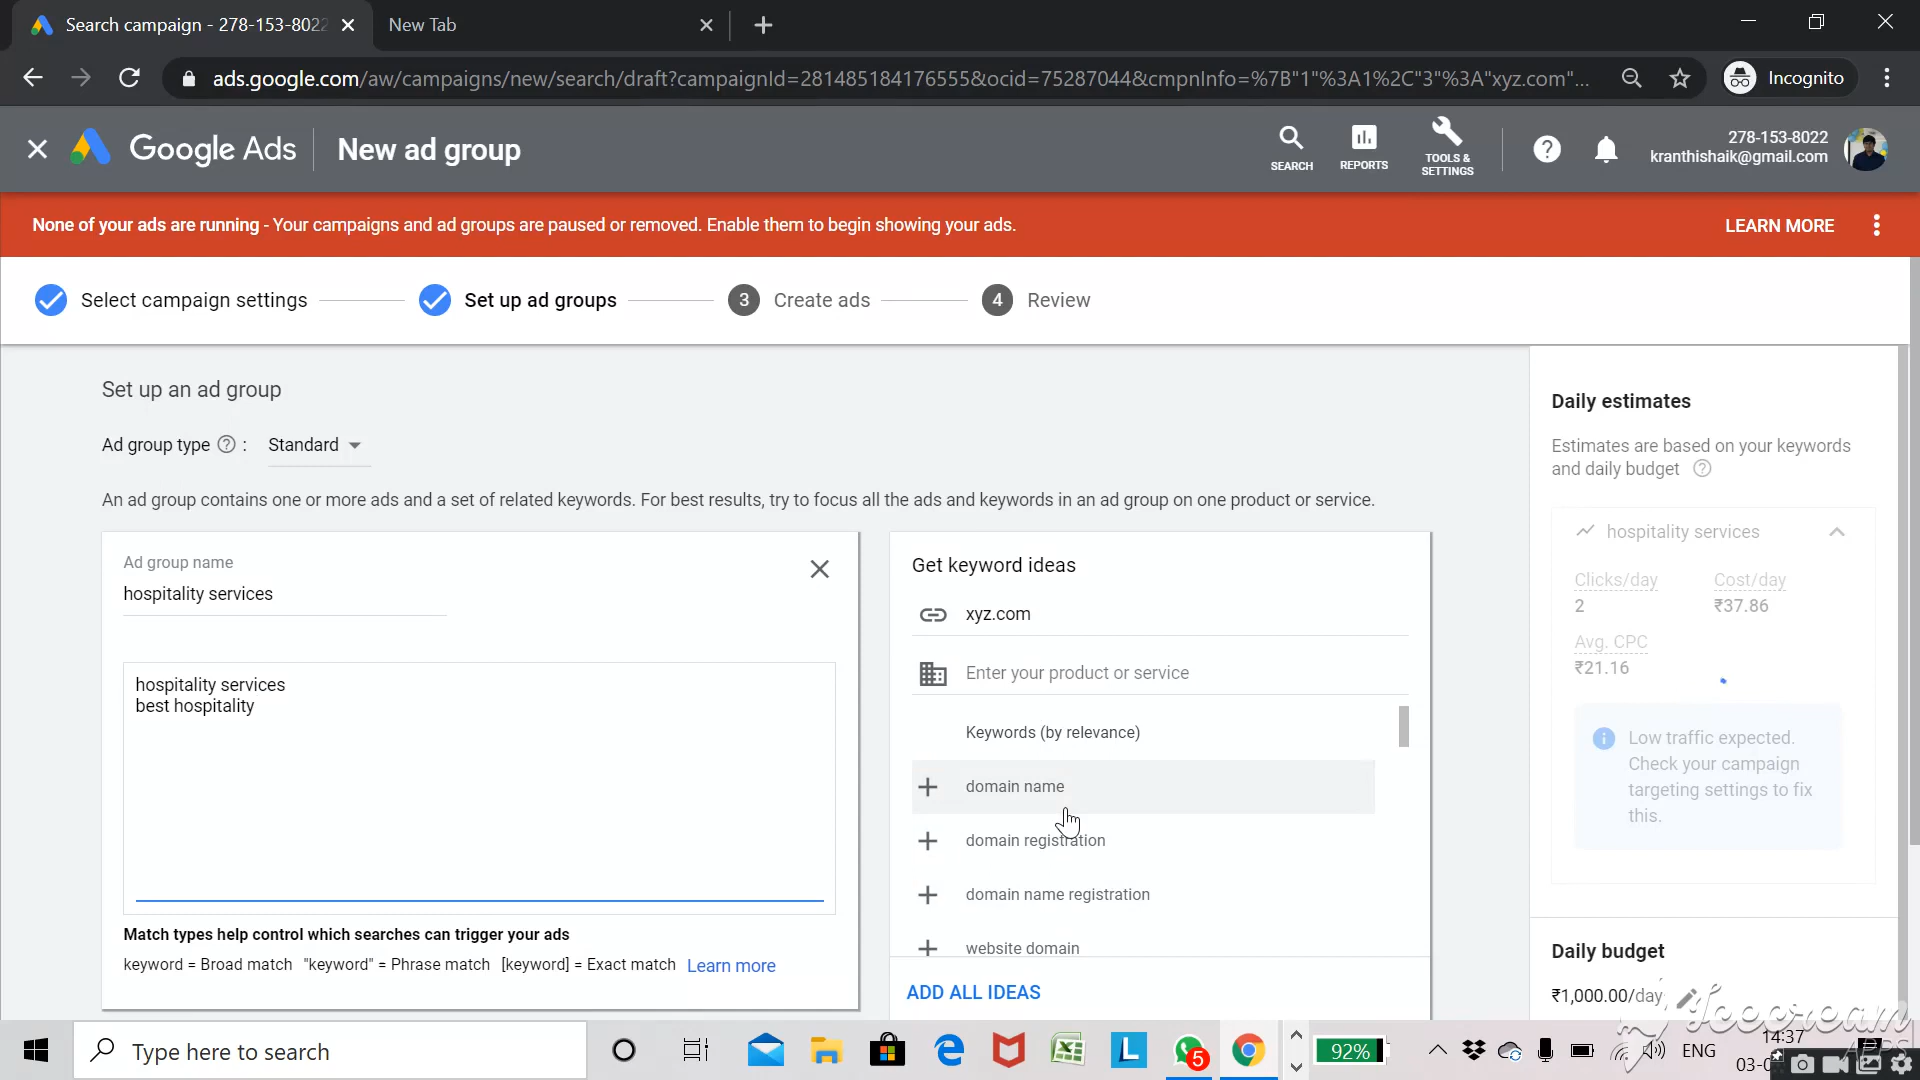 Search campaign - 278-153-8022
New Tab
ads.google.com/aw/campaigns/new/search/draft?campaignId=281485184176555&ocid=75287044&cmpnInfo=%7B"1"%3A1%2C"3"%3A"xyz.com"...
Incognito
Google Ads
New ad group
SEARCH
REPORTS
TOOLS &
SETTINGS
278-153-8022
kranthishaik@gmail.com
None of your ads are running - Your campaigns and ad groups are paused or removed. Enable them to begin showing your ads.
LEARN MORE
Select campaign settings
Set up ad groups
3 Create ads
4 Review
Set up an ad group
Ad group type ? : Standard
An ad group contains one or more ads and a set of related keywords. For best results, try to focus all the ads and keywords in an ad group on one product or service.
Ad group name
hospitality services
hospitality services
best hospitality
Match types help control which searches can trigger your ads
keyword = Broad match "keyword" = Phrase match [keyword] = Exact match Learn more
Get keyword ideas
xyz.com
Enter your product or service
Keywords (by relevance)
domain name
domain registration
domain name registration
website domain
ADD ALL IDEAS
Daily estimates
Estimates are based on your keywords
and daily budget ?
hospitality services
Clicks/day Cost/day
2 ₹37.86
Avg. CPC
₹21.16
Low traffic expected.
Check your campaign
targeting settings to fix
this.
Daily budget
₹1,000.00/day
Icecream
APPS
Type here to search
L
5
92%
ENG
14:37